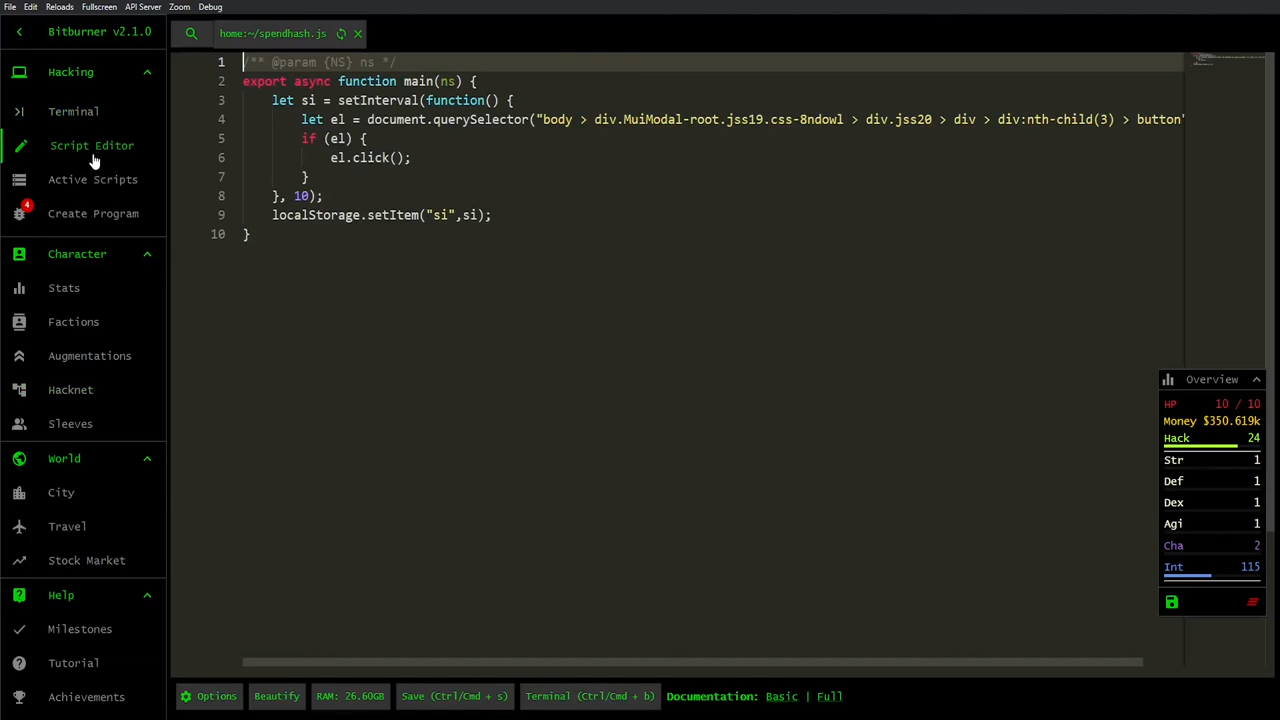 File Edit Reloads Fullscreen API Server Zoom Debug
Bitburner v2.1.0
Hacking
Terminal
Script Editor
Active Scripts
4
Create Program
Character
Stats
Factions
Augmentations
Hacknet
Sleeves
World
City
Travel
Stock Market
Help
Milestones
Tutorial
Achievements
home:~/spendhash.js
1 /** @param {NS} ns */
2 export async function main(ns) {
3 let si = setInterval(function() {
4 let el = document.querySelector("body > div.MuiModal-root.jss19.css-8ndowl > div.jss20 > div > div:nth-child(3) > button"
5 if (el) {
6 el.click();
7 }
8 }, 10);
9 localStorage.setItem("si",si);
10 }
Overview
HP 10 / 10
Money $350.619k
Hack 24
Str 1
Def 1
Dex 1
Agi 1
Cha 2
Int 115
Options Beautify RAM: 26.60GB Save (Ctrl/Cmd + s) Terminal (Ctrl/Cmd + b) Documentation: Basic | Full